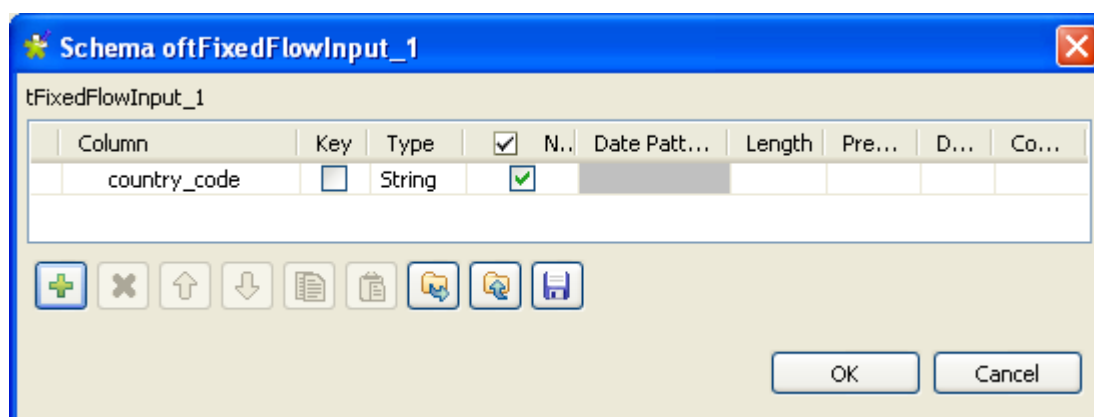 Schema oftFixedFlowInput_1
tFixedFlowInput_1
Column Key Type N.. Date Patt... Length Pre... D... Co...
country_code String
OK Cancel